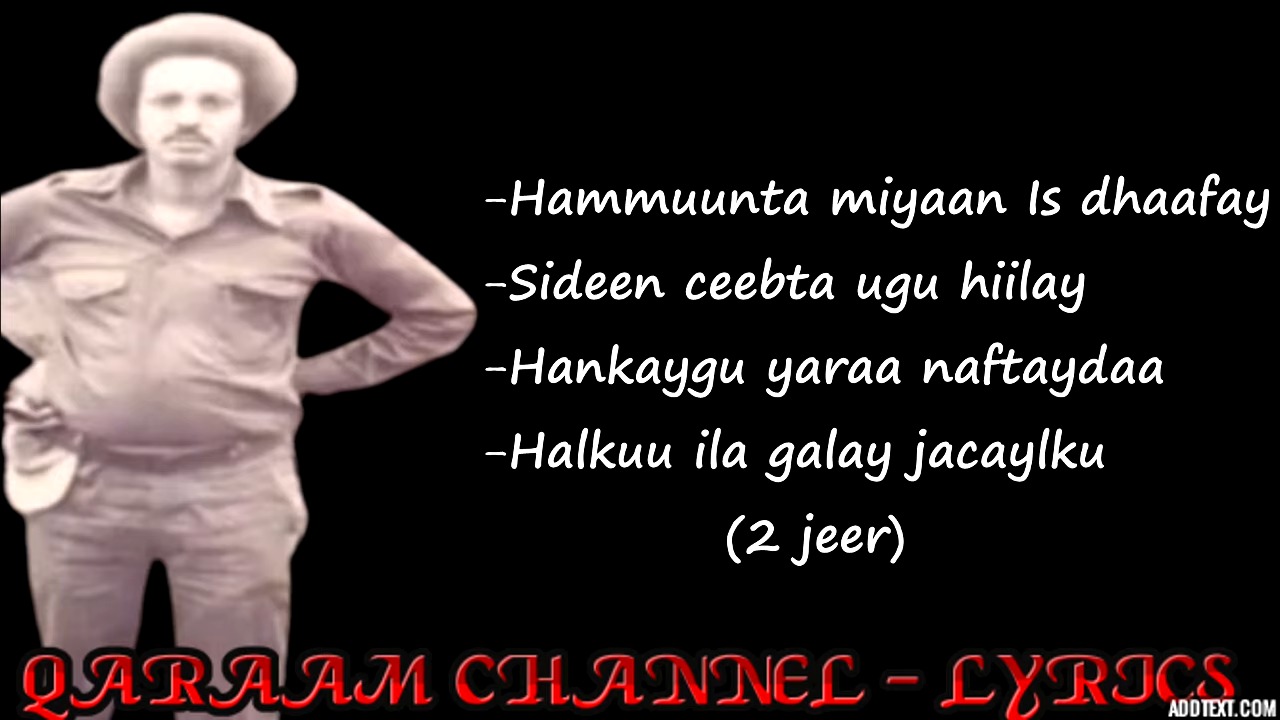 -Hammuunta miyaan Is dhaafay
-Sideen ceebta ugu hiilay
-Hankaygu yaraa naftaydaa
-Halkuu ila galay jacaylku
(2 jeer)
QARAAM CHANNEL - LYRICS
ADDTEXT.COM